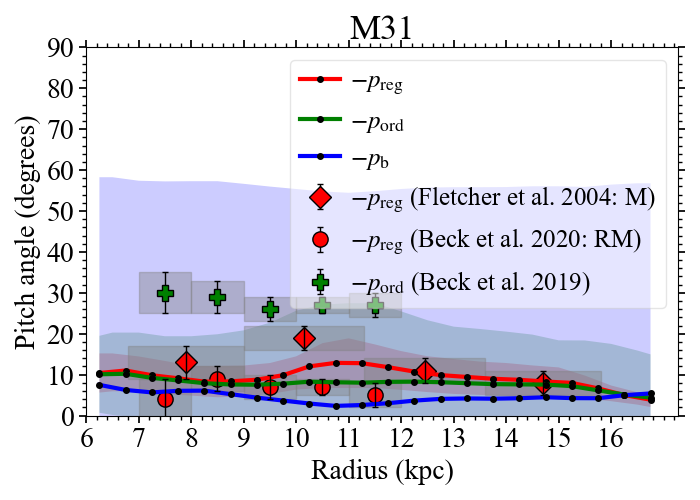 M31
90
80
70
60
50
40
30
20
10
0
Pitch angle (degrees)
−p_reg
−p_ord
−p_b
−p_reg (Fletcher et al. 2004: M)
−p_reg (Beck et al. 2020: RM)
−p_ord (Beck et al. 2019)
6 7 8 9 10 11 12 13 14 15 16
Radius (kpc)